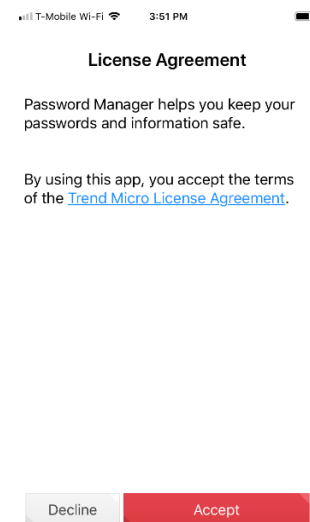 T-Mobile Wi-Fi 3:51 PM
License Agreement
Password Manager helps you keep your
passwords and information safe.
By using this app, you accept the terms
of the Trend Micro License Agreement.
Decline Accept